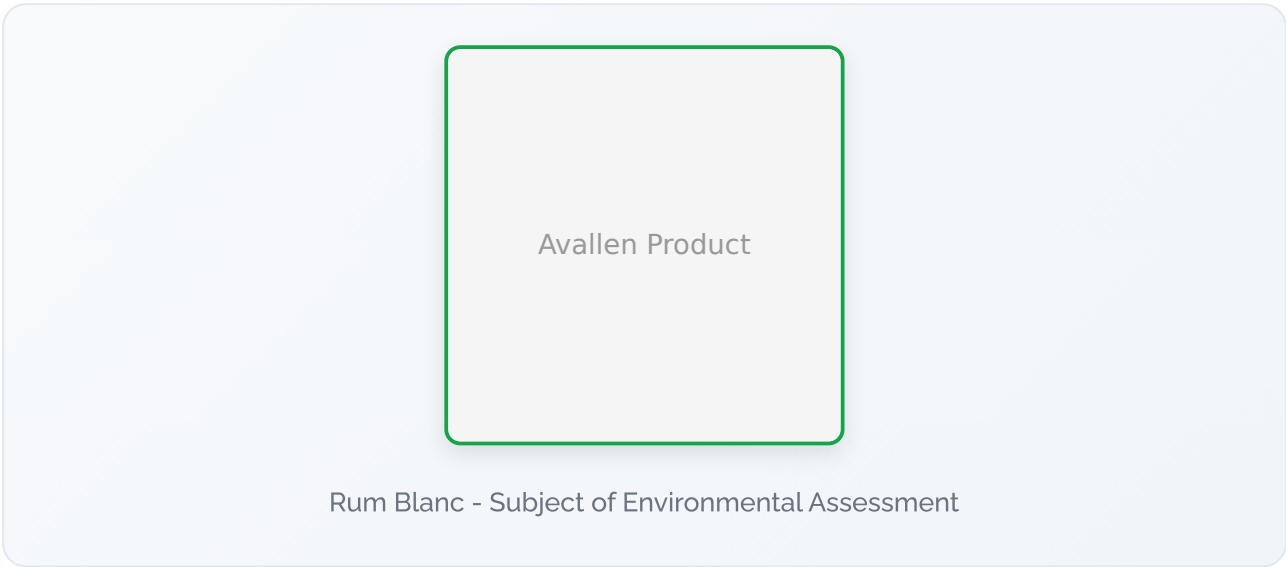 Avallen Product
Rum Blanc - Subject of Environmental Assessment